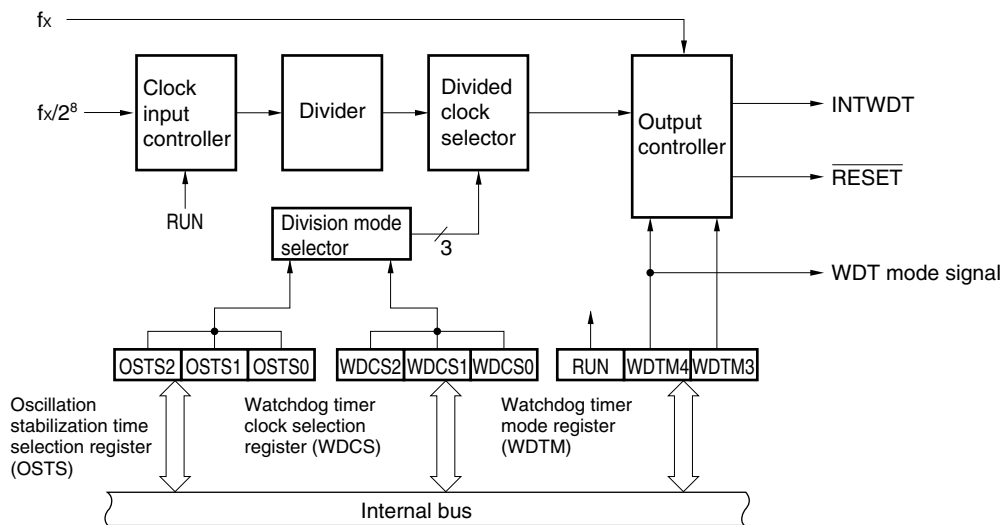 fX
fX/2⁸
Clock
input
controller
Divider
Divided
clock
selector
Output
controller
INTWDT
RESET
RUN
Division mode
selector
3
WDT mode signal
OSTS2 OSTS1 OSTS0
WDCS2 WDCS1 WDCS0
RUN WDTM4 WDTM3
Oscillation
stabilization time
selection register
(OSTS)
Watchdog timer
clock selection
register (WDCS)
Watchdog timer
mode register
(WDTM)
Internal bus